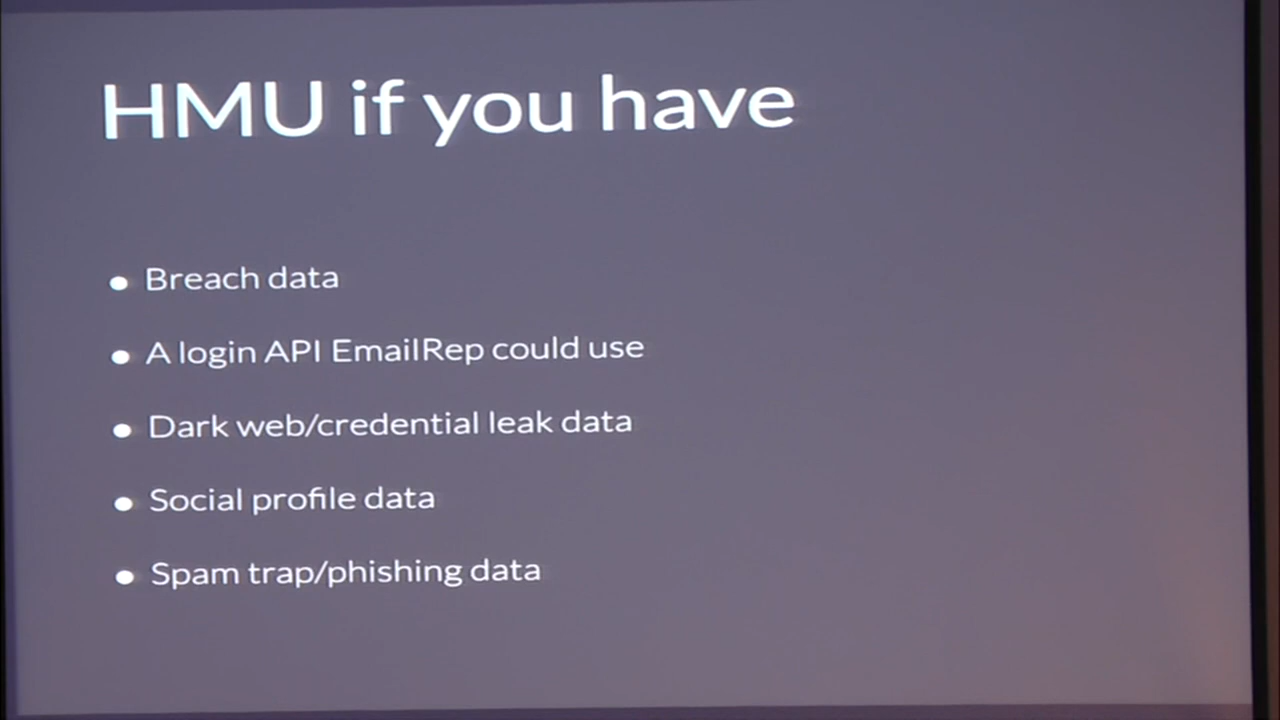 HMU if you have
• Breach data
• A login API EmailRep could use
• Dark web/credential leak data
• Social profile data
• Spam trap/phishing data